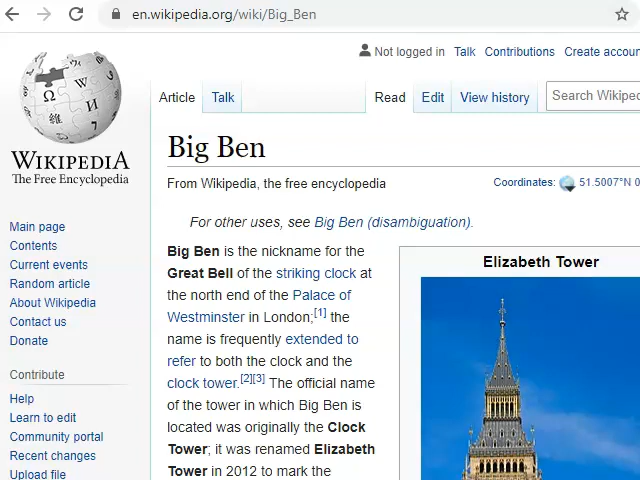 en.wikipedia.org/wiki/Big_Ben
Not logged in Talk Contributions Create accoun
Article Talk Read Edit View history Search Wikiped
WIKIPEDIA
The Free Encyclopedia
Big Ben
From Wikipedia, the free encyclopedia
Coordinates: 51.5007°N 0
For other uses, see Big Ben (disambiguation).
Main page
Contents
Current events
Random article
About Wikipedia
Contact us
Donate
Contribute
Help
Learn to edit
Community portal
Recent changes
Upload file
Big Ben is the nickname for the
Great Bell of the striking clock at
the north end of the Palace of
Westminster in London;[1] the
name is frequently extended to
refer to both the clock and the
clock tower.[2][3] The official name
of the tower in which Big Ben is
located was originally the Clock
Tower; it was renamed Elizabeth
Tower in 2012 to mark the
Elizabeth Tower